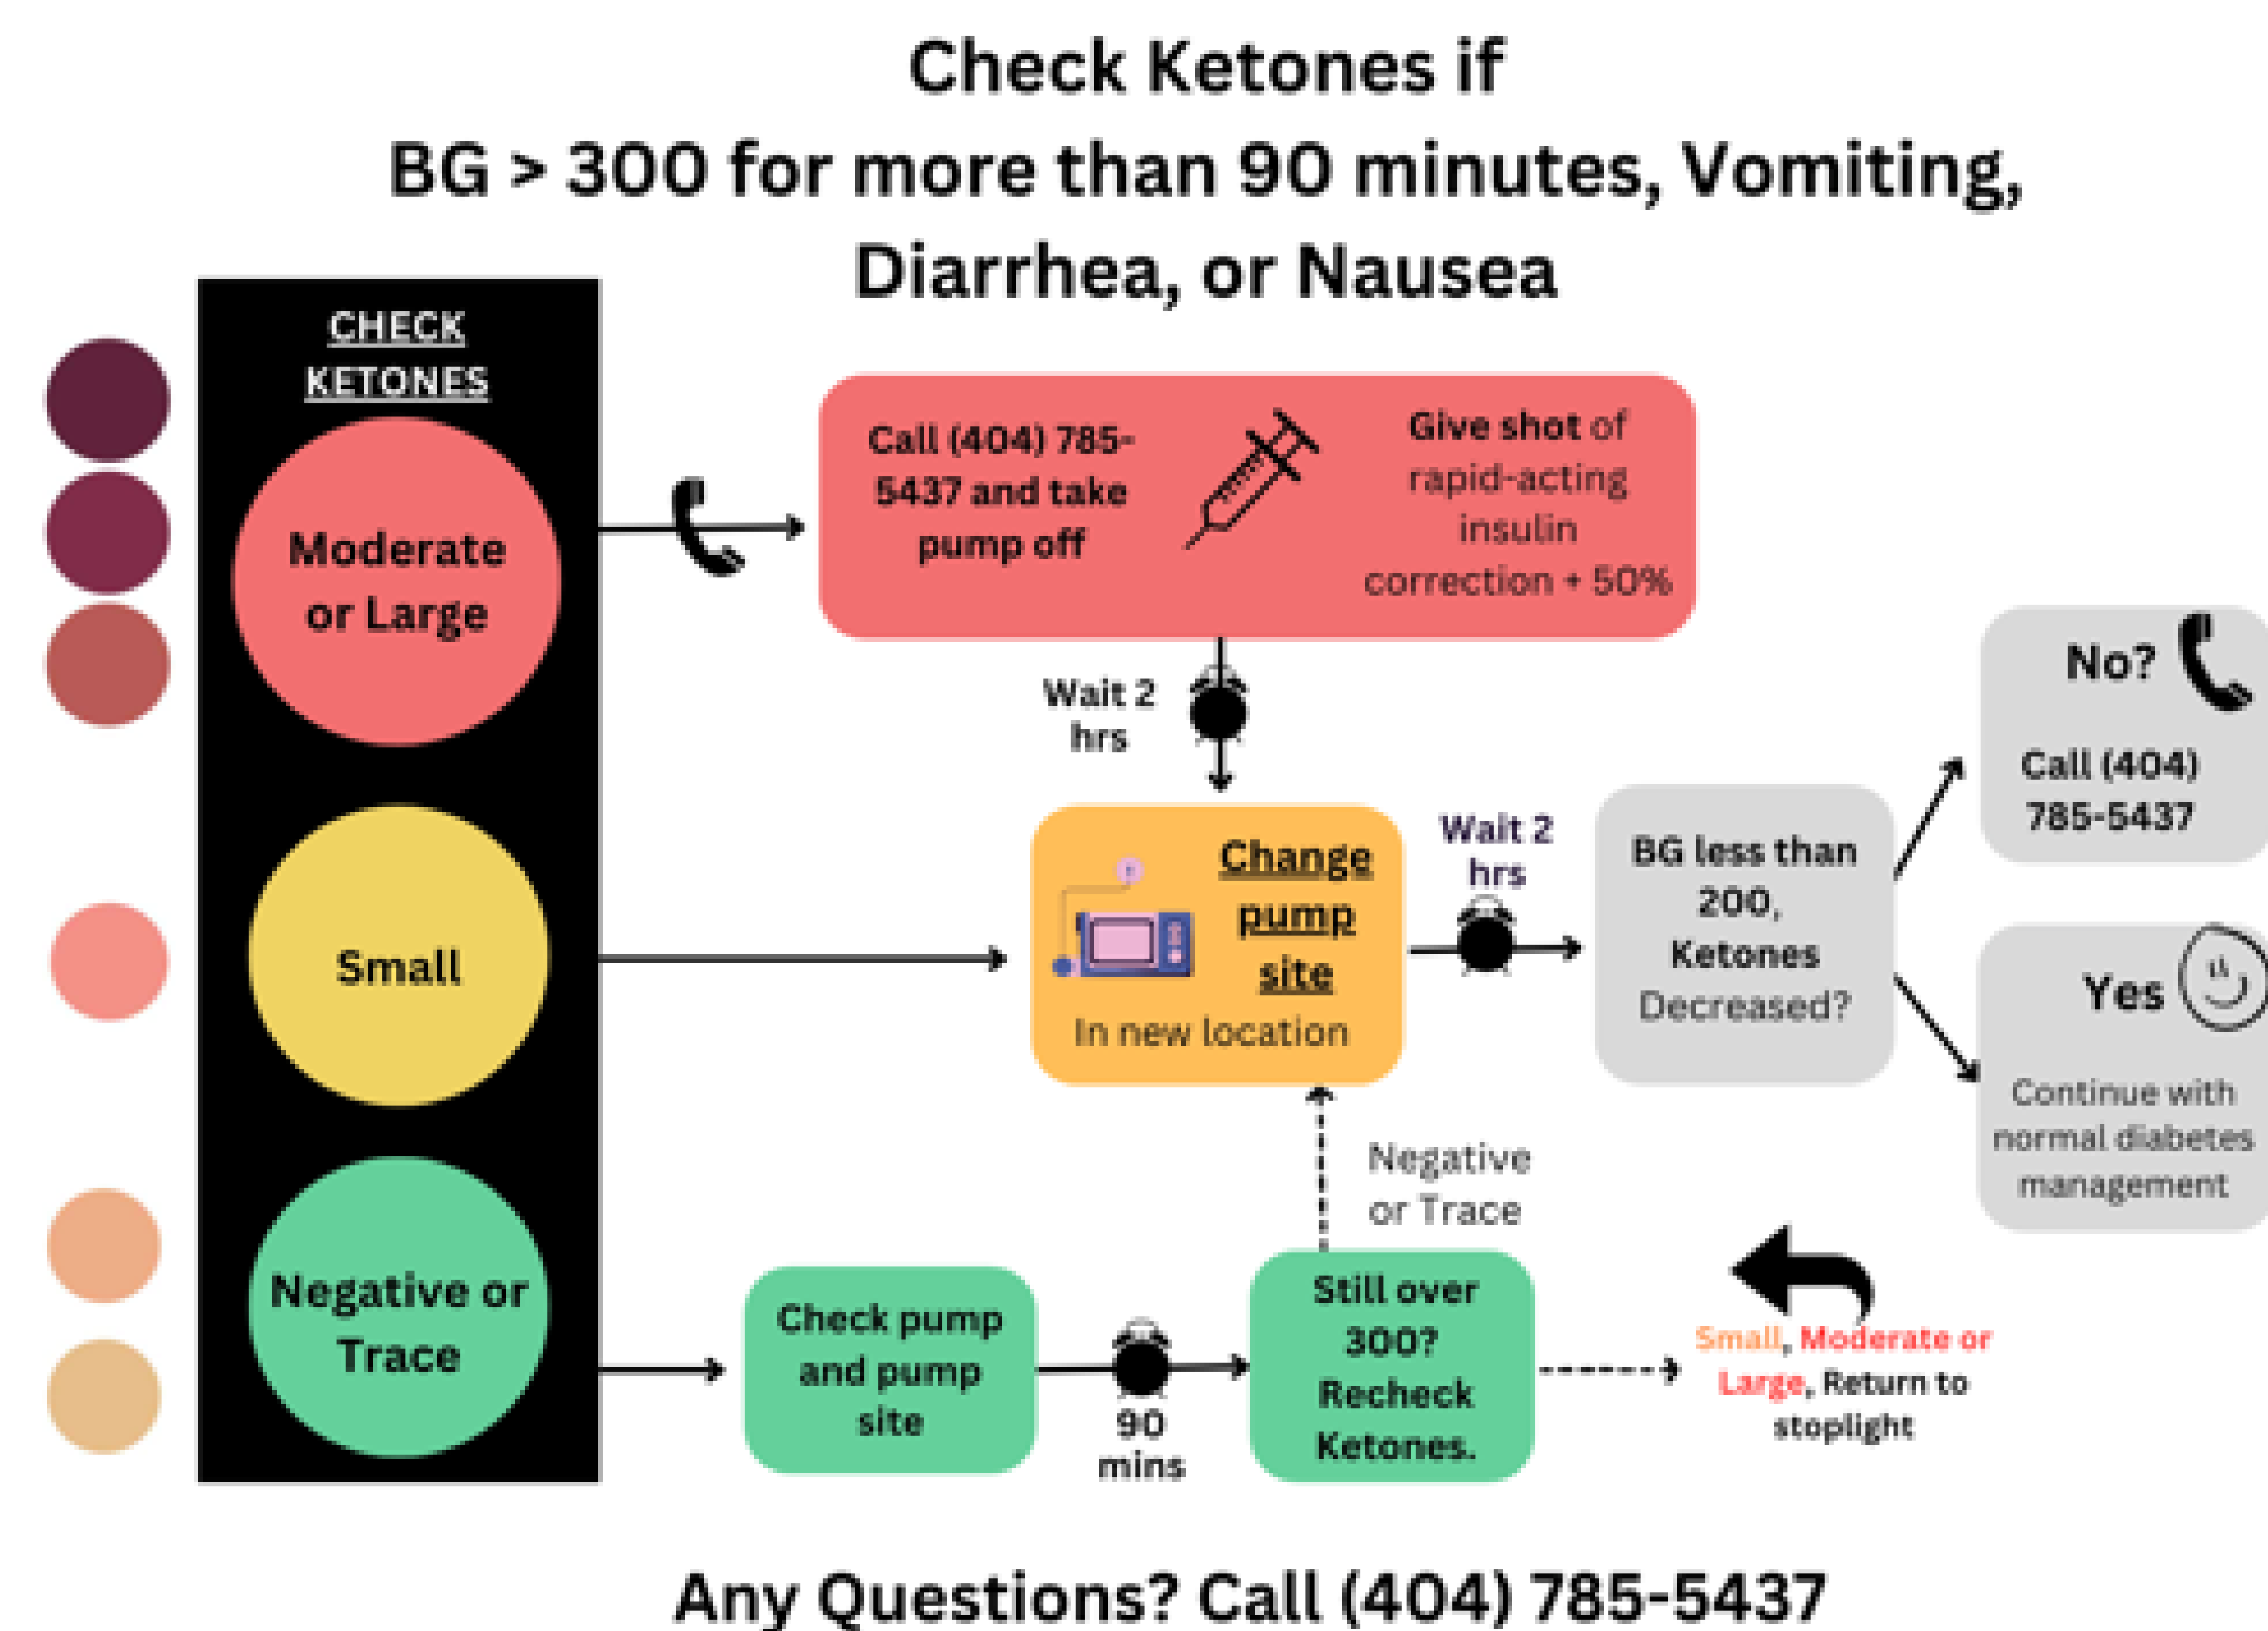 Check Ketones if
BG > 300 for more than 90 minutes, Vomiting,
Diarrhea, or Nausea
CHECK
KETONES
Moderate
or Large
Call (404) 785-
5437 and take
pump off
Give shot of
rapid-acting
insulin
correction + 50%
Wait 2
hrs
Small
Change
pump
site
In new location
Wait 2
hrs
BG less than
200,
Ketones
Decreased?
No?
Call (404)
785-5437
Yes
Continue with
normal diabetes
management
Negative or
Trace
Check pump
and pump
site
90
mins
Still over
300?
Recheck
Ketones.
Negative
or Trace
Small, Moderate or
Large, Return to
stoplight
Any Questions? Call (404) 785-5437